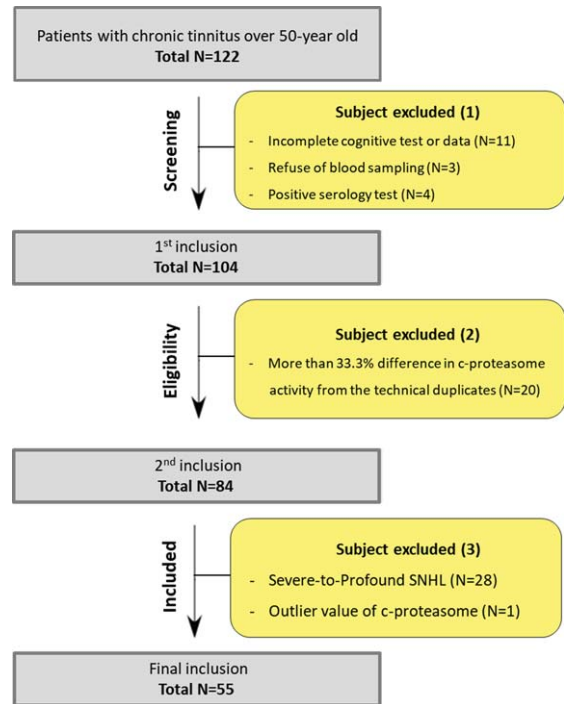 Patients with chronic tinnitus over 50-year old
Total N=122
Screening
Subject excluded (1)
- Incomplete cognitive test or data (N=11)
- Refuse of blood sampling (N=3)
- Positive serology test (N=4)
1st inclusion
Total N=104
Eligibility
Subject excluded (2)
- More than 33.3% difference in c-proteasome
activity from the technical duplicates (N=20)
2nd inclusion
Total N=84
Included
Subject excluded (3)
- Severe-to-Profound SNHL (N=28)
- Outlier value of c-proteasome (N=1)
Final inclusion
Total N=55